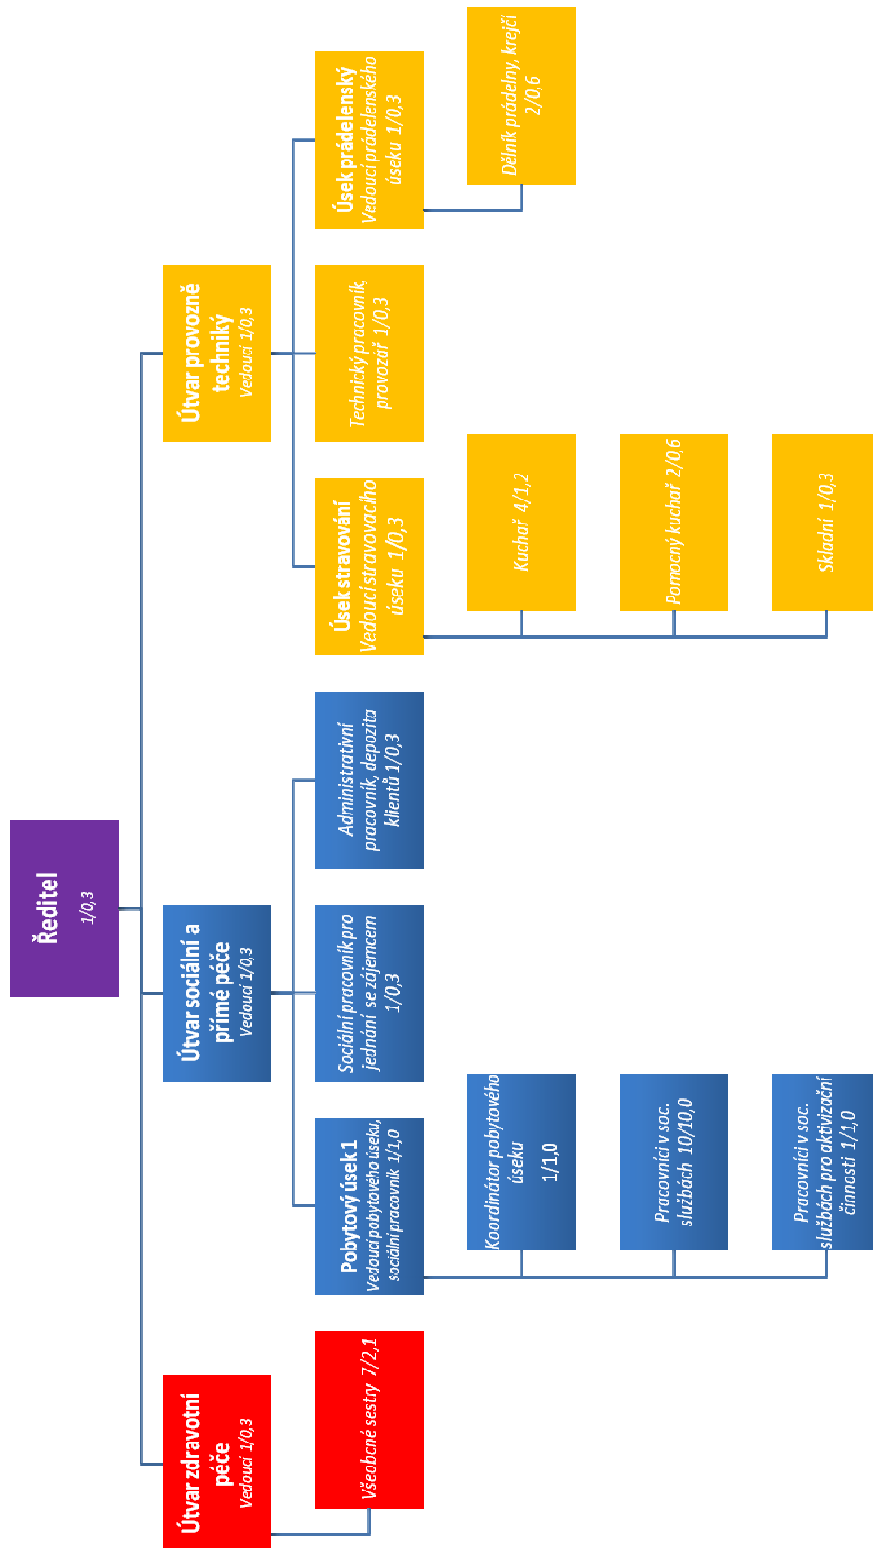 Ředitel
1/0,3
Útvar zdravotní
péče
Vedoucí 1/0,3
Všeobcné sestry 7/2,1
Útvar sociální a
přímé péče
Vedoucí 1/0,3
Pobytový úsek 1
Vedoucí pobytového úseku,
sociální pracovník 1/1,0
Koordinátor pobytového
úseku
1/1,0
Pracovníci v soc.
službách 10/10,0
Pracovníci v soc.
službách pro aktivizační
činnosti 1/1,0
Sociální pracovník pro
jednání se zájemcem
1/0,3
Administrativní
pracovník, depozita
klientů 1/0,3
Útvar provozně
techniký
Vedoucí 1/0,3
Úsek stravování
Vedoucí stravovacího
úseku 1/0,3
Kuchař 4/1,2
Pomocný kuchař 2/0,6
Skladní 1/0,3
Technický pracovník,
provozář 1/0,3
Úsek prádelenský
Vedoucí prádelenského
úseku 1/0,3
Dělník prádelny, krejčí
2/0,6